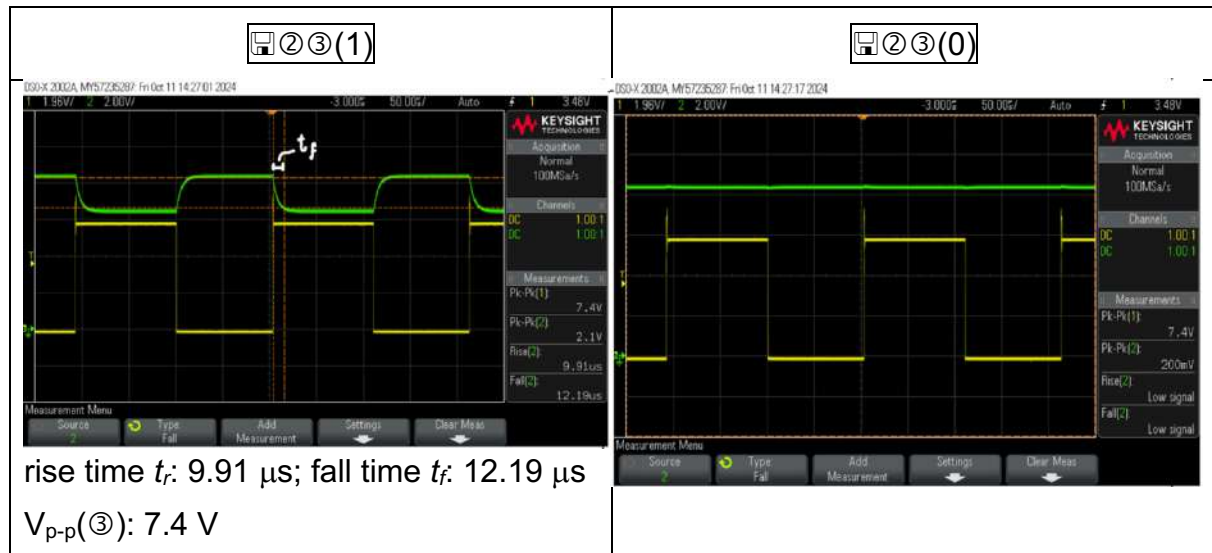 🖫②③(1)
🖫②③(0)
DSO-X 2002A, MY57235287: Fri Oct 11 14:27:01 2024
1 1.96V/ 2 2.00V/ -3.000% 50.00%/ Auto 1 3.48V
KEYSIGHT
TECHNOLOGIES
Acquisition
Normal
100MSa/s
Channels
DC 1.00:1
DC 1.00:1
Measurements
Pk-Pk(1):
7.4V
Pk-Pk(2):
2.1V
Rise(2):
9.91us
Fall(2):
12.19us
tf
Measurement Menu
Source
2
Type
Fall
Add
Measurement
Settings
Clear Meas
DSO-X 2002A, MY57235287: Fri Oct 11 14:27:17 2024
1 1.96V/ 2 2.00V/ -3.000% 50.00%/ Auto 1 3.48V
KEYSIGHT
TECHNOLOGIES
Acquisition
Normal
100MSa/s
Channels
DC 1.00:1
DC 1.00:1
Measurements
Pk-Pk(1):
7.4V
Pk-Pk(2):
200mV
Rise(2):
Low signal
Fall(2):
Low signal
Measurement Menu
Source
2
Type
Fall
Add
Measurement
Settings
Clear Meas
rise time tr: 9.91 μs; fall time tf: 12.19 μs
Vp-p(③): 7.4 V